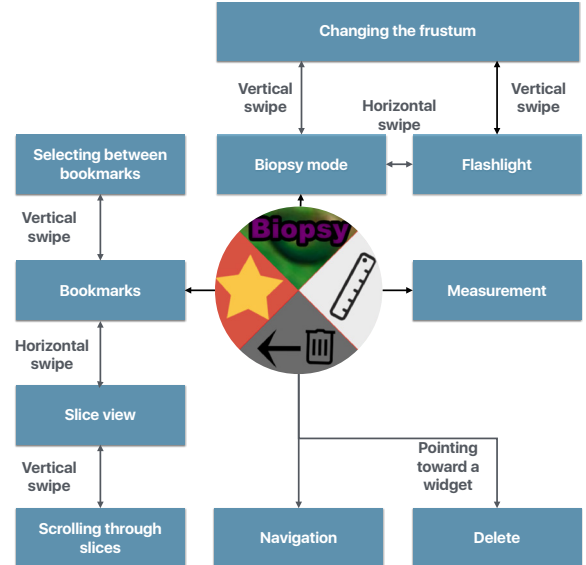 Changing the frustum
Vertical
swipe
Horizontal
swipe
Vertical
swipe
Selecting between
bookmarks
Biopsy mode
Flashlight
Vertical
swipe
Biopsy
Bookmarks
Measurement
Horizontal
swipe
Slice view
Vertical
swipe
Pointing
toward a
widget
Scrolling through
slices
Navigation
Delete